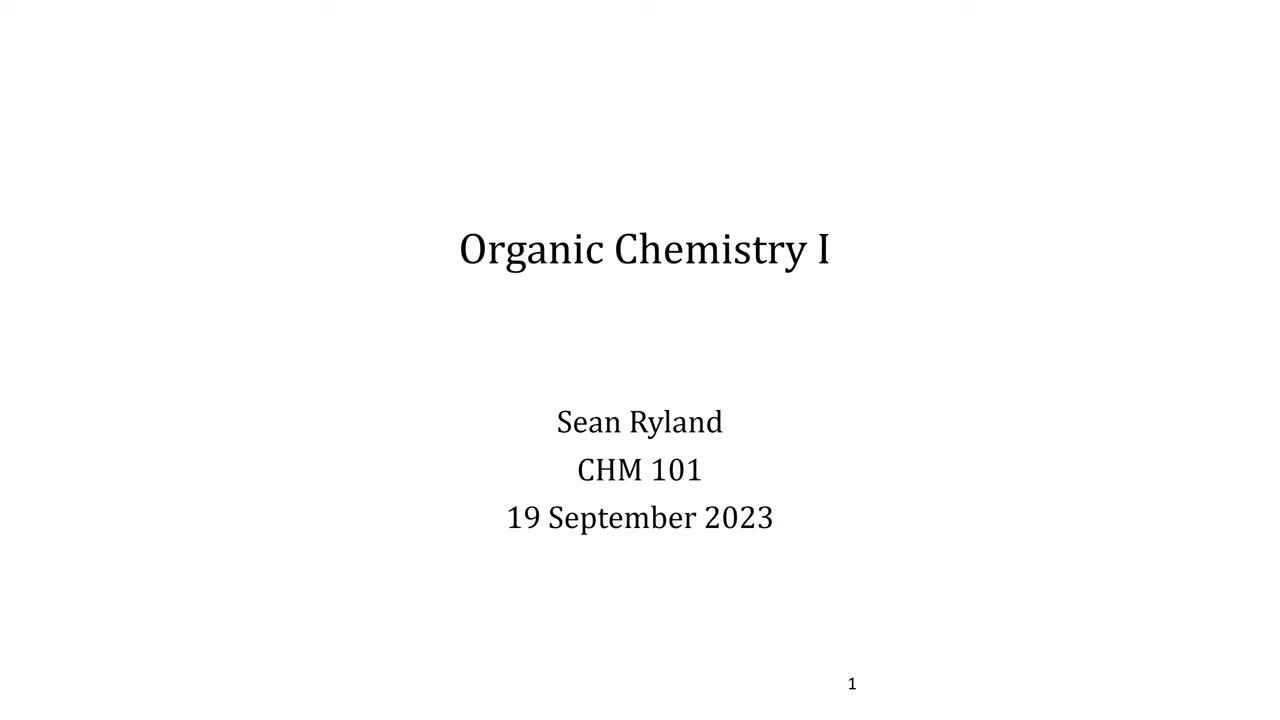 Organic Chemistry I
Sean Ryland
CHM 101
19 September 2023
1